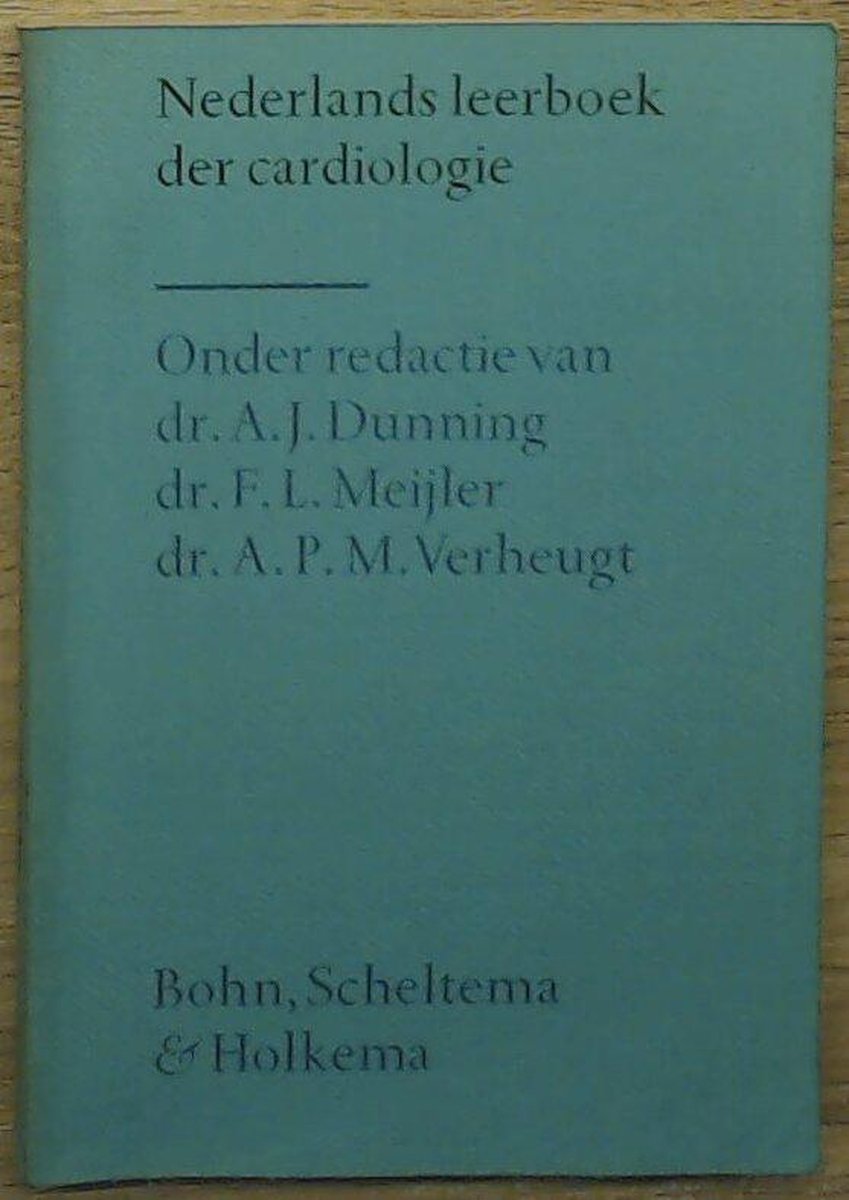 Nederlands leerboek
der cardiologie
Onder redactie van
dr. A. J. Dunning
dr. F. L. Meijler
dr. A. P. M. Verheugt
Bohn, Scheltema
& Holkema